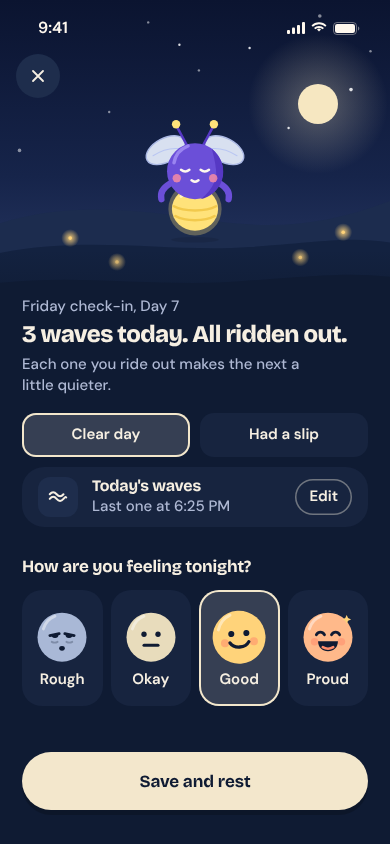 9:41
Friday check-in, Day 7
3 waves today. All ridden out.
Each one you ride out makes the next a
little quieter.
Clear day
Had a slip
Today's waves
Last one at 6:25 PM
Edit
How are you feeling tonight?
Rough
Okay
Good
Proud
Save and rest